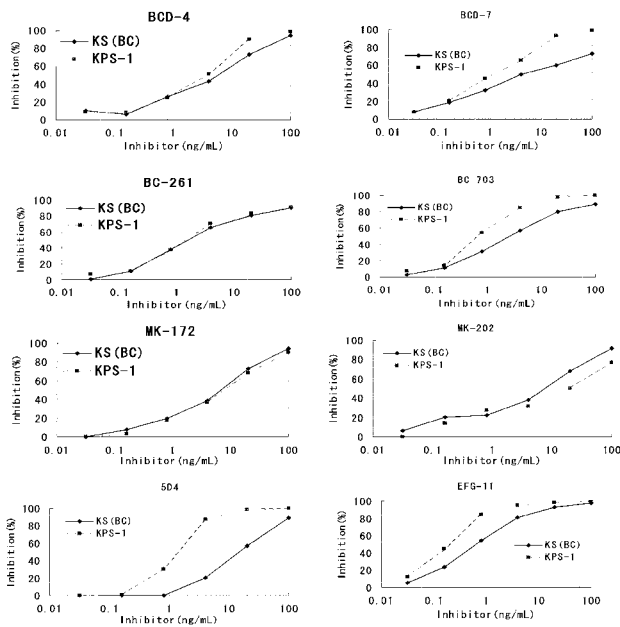 BCD-4
Inhibition(%)
100
80
60
40
20
0
KS(BC)
KPS-1
0.01 0.1 1 10 100
Inhibitor(ng/mL)
BCD-7
Inhibition(%)
100
80
60
40
20
0
KS(BC)
KPS-1
0.01 0.1 1 10 100
Inhibitor(ng/mL)
BC-261
Inhibition(%)
100
80
60
40
20
0
KS(BC)
KPS-1
0.01 0.1 1 10 100
Inhibitor(ng/mL)
BC 703
Inhibition(%)
100
80
60
40
20
0
KS(BC)
KPS-1
0.01 0.1 1 10 100
Inhibitor(ng/mL)
MK-172
Inhibition(%)
100
80
60
40
20
0
KS(BC)
KPS-1
0.01 0.1 1 10 100
Inhibitor(ng/mL)
MK-202
Inhibition(%)
100
80
60
40
20
0
KS(BC)
KPS-1
0.01 0.1 1 10 100
Inhibitor(ng/mL)
5D4
Inhibition(%)
100
80
60
40
20
0
KS(BC)
KPS-1
0.01 0.1 1 10 100
Inhibitor(ng/mL)
EFG-11
Inhibition(%)
100
80
60
40
20
0
KS(BC)
KPS-1
0.01 0.1 1 10 100
Inhibitor(ng/mL)